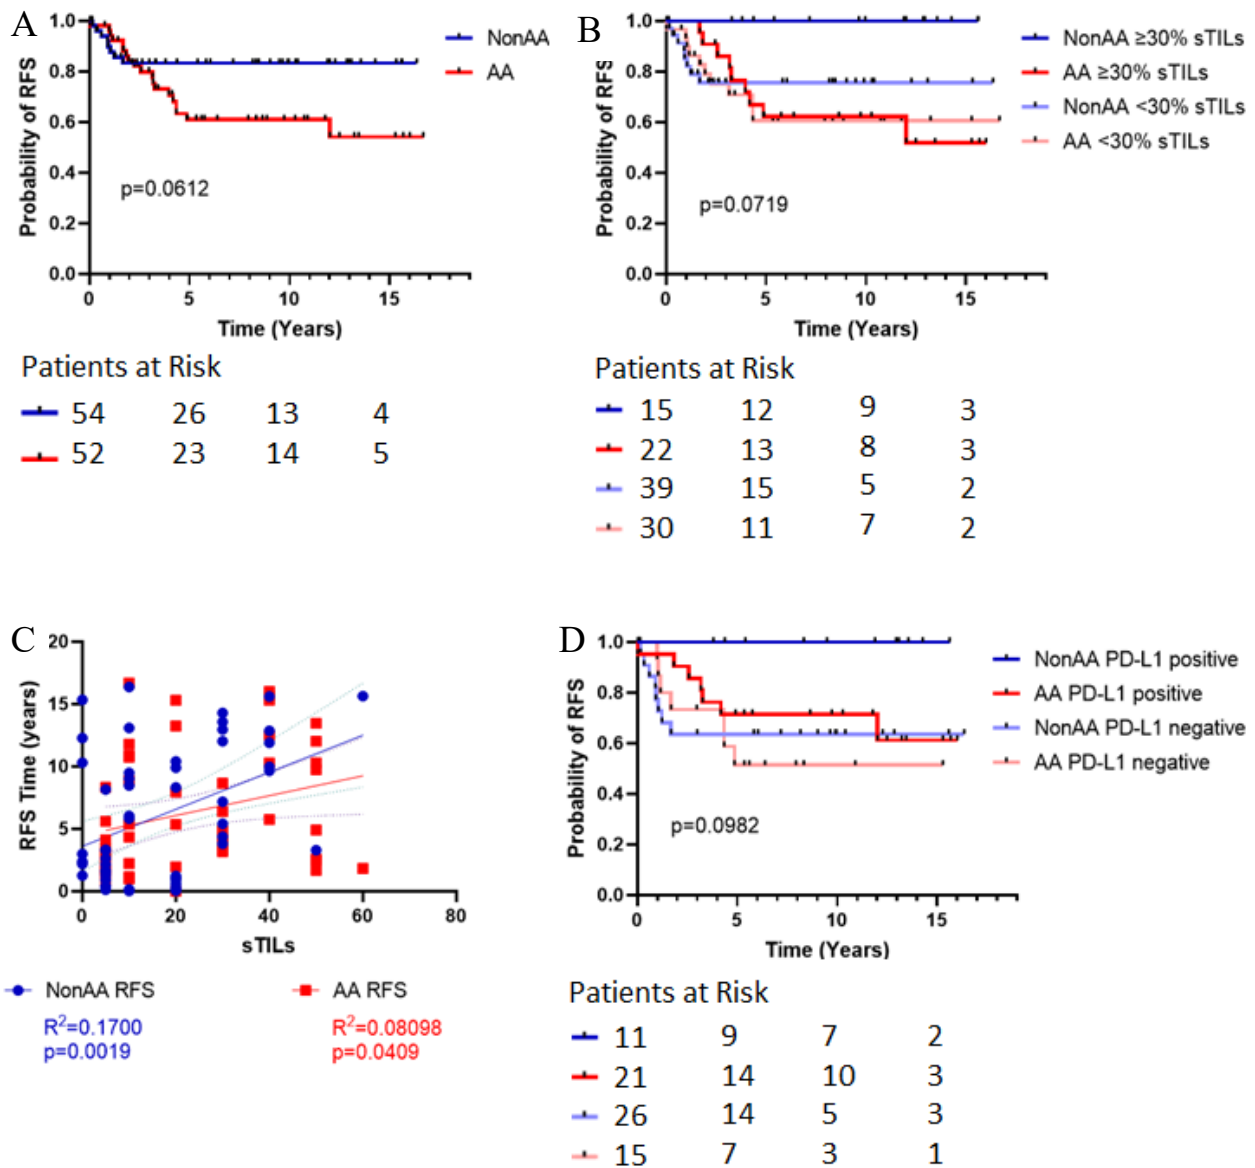 A
Probability of RFS
1.0
0.8
0.6
0.4
0.2
0.0
p=0.0612
NonAA
AA
0 5 10 15
Time (Years)
Patients at Risk
54 26 13 4
52 23 14 5
B
Probability of RFS
1.0
0.8
0.6
0.4
0.2
0.0
p=0.0719
NonAA ≥30% sTILs
AA ≥30% sTILs
NonAA <30% sTILs
AA <30% sTILs
0 5 10 15
Time (Years)
Patients at Risk
15 12 9 3
22 13 8 3
39 15 5 2
30 11 7 2
C
RFS Time (years)
20
15
10
5
0
0 20 40 60 80
sTILs
NonAA RFS
R²=0.1700
p=0.0019
AA RFS
R²=0.08098
p=0.0409
D
Probability of RFS
1.0
0.8
0.6
0.4
0.2
0.0
p=0.0982
NonAA PD-L1 positive
AA PD-L1 positive
NonAA PD-L1 negative
AA PD-L1 negative
0 5 10 15
Time (Years)
Patients at Risk
11 9 7 2
21 14 10 3
26 14 5 3
15 7 3 1